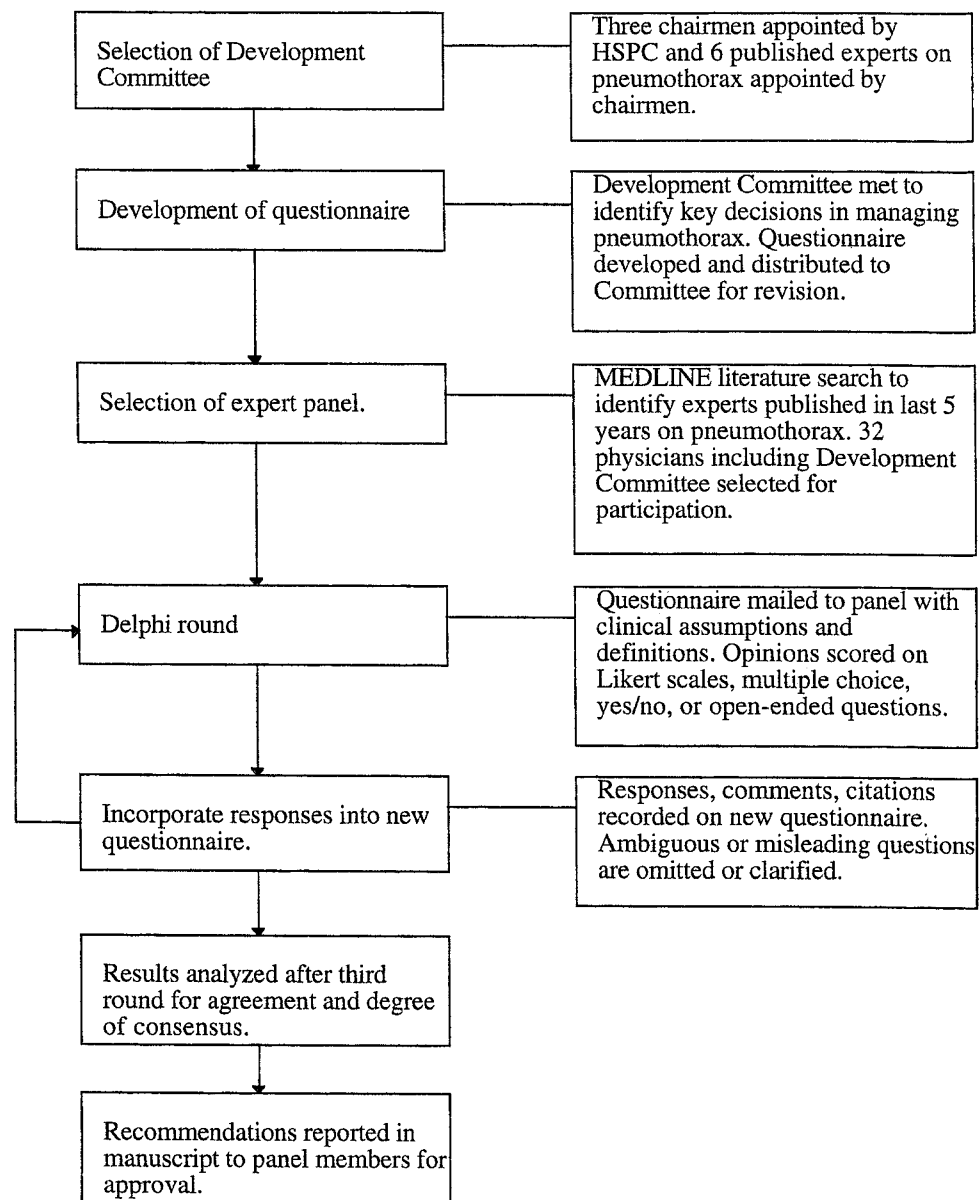 Selection of Development
Committee
Three chairmen appointed by
HSPC and 6 published experts on
pneumothorax appointed by
chairmen.
Development of questionnaire
Development Committee met to
identify key decisions in managing
pneumothorax. Questionnaire
developed and distributed to
Committee for revision.
Selection of expert panel.
MEDLINE literature search to
identify experts published in last 5
years on pneumothorax. 32
physicians including Development
Committee selected for
participation.
Delphi round
Questionnaire mailed to panel with
clinical assumptions and
definitions. Opinions scored on
Likert scales, multiple choice,
yes/no, or open-ended questions.
Incorporate responses into new
questionnaire.
Responses, comments, citations
recorded on new questionnaire.
Ambiguous or misleading questions
are omitted or clarified.
Results analyzed after third
round for agreement and degree
of consensus.
Recommendations reported in
manuscript to panel members for
approval.